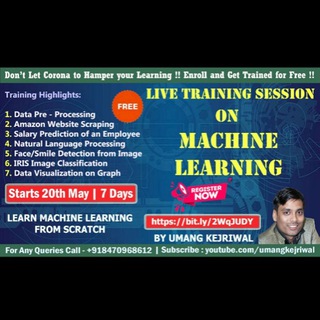 Don't Let Corona to Hamper your Learning !! Enroll and Get Trained for Free !!
Training Highlights:
1. Data Pre - Processing
2. Amazon Website Scraping
3. Salary Prediction of an Employee
4. Natural Language Processing
5. Face/Smile Detection from Image
6. IRIS Image Classification
7. Data Visualization on Graph
FREE
LIVE TRAINING SESSION
ON
MACHINE
LEARNING
Starts 20th May | 7 Days
REGISTER
NOW
LEARN MACHINE LEARNING
FROM SCRATCH
https://bit.ly/2WqJUDY
BY UMANG KEJRIWAL
For Any Queries Call - +918470968612 | Subscribe : youtube.com/umangkejriwal